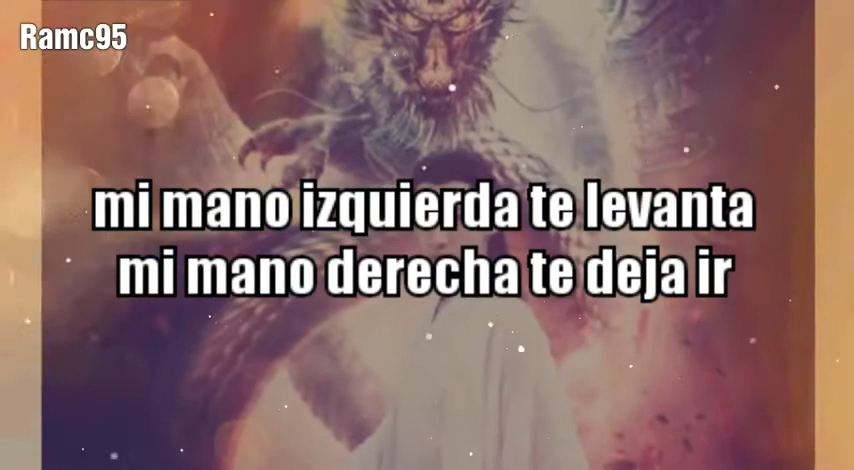 Ramc95
mi mano izquierda te levanta
mi mano derecha te deja ir